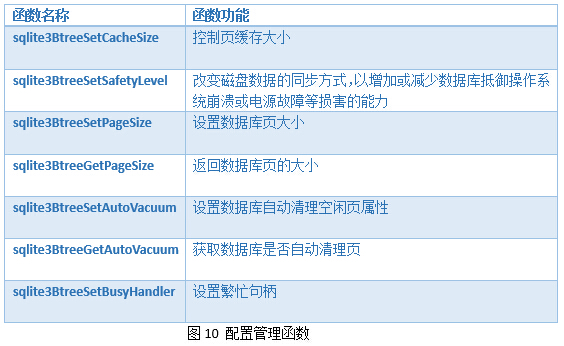 函数名称 函数功能
sqlite3BtreeSetCacheSize 控制页缓存大小
sqlite3BtreeSetSafetyLevel 改变磁盘数据的同步方式，以增加或减少数据库抵御操作系
统崩溃或电源故障等损害的能力
sqlite3BtreeSetPageSize 设置数据库页大小
sqlite3BtreeGetPageSize 返回数据库页的大小
sqlite3BtreeSetAutoVacuum 设置数据库自动清理空闲页属性
sqlite3BtreeGetAutoVacuum 获取数据库是否自动清理页
sqlite3BtreeSetBusyHandler 设置繁忙句柄
图 10 配置管理函数